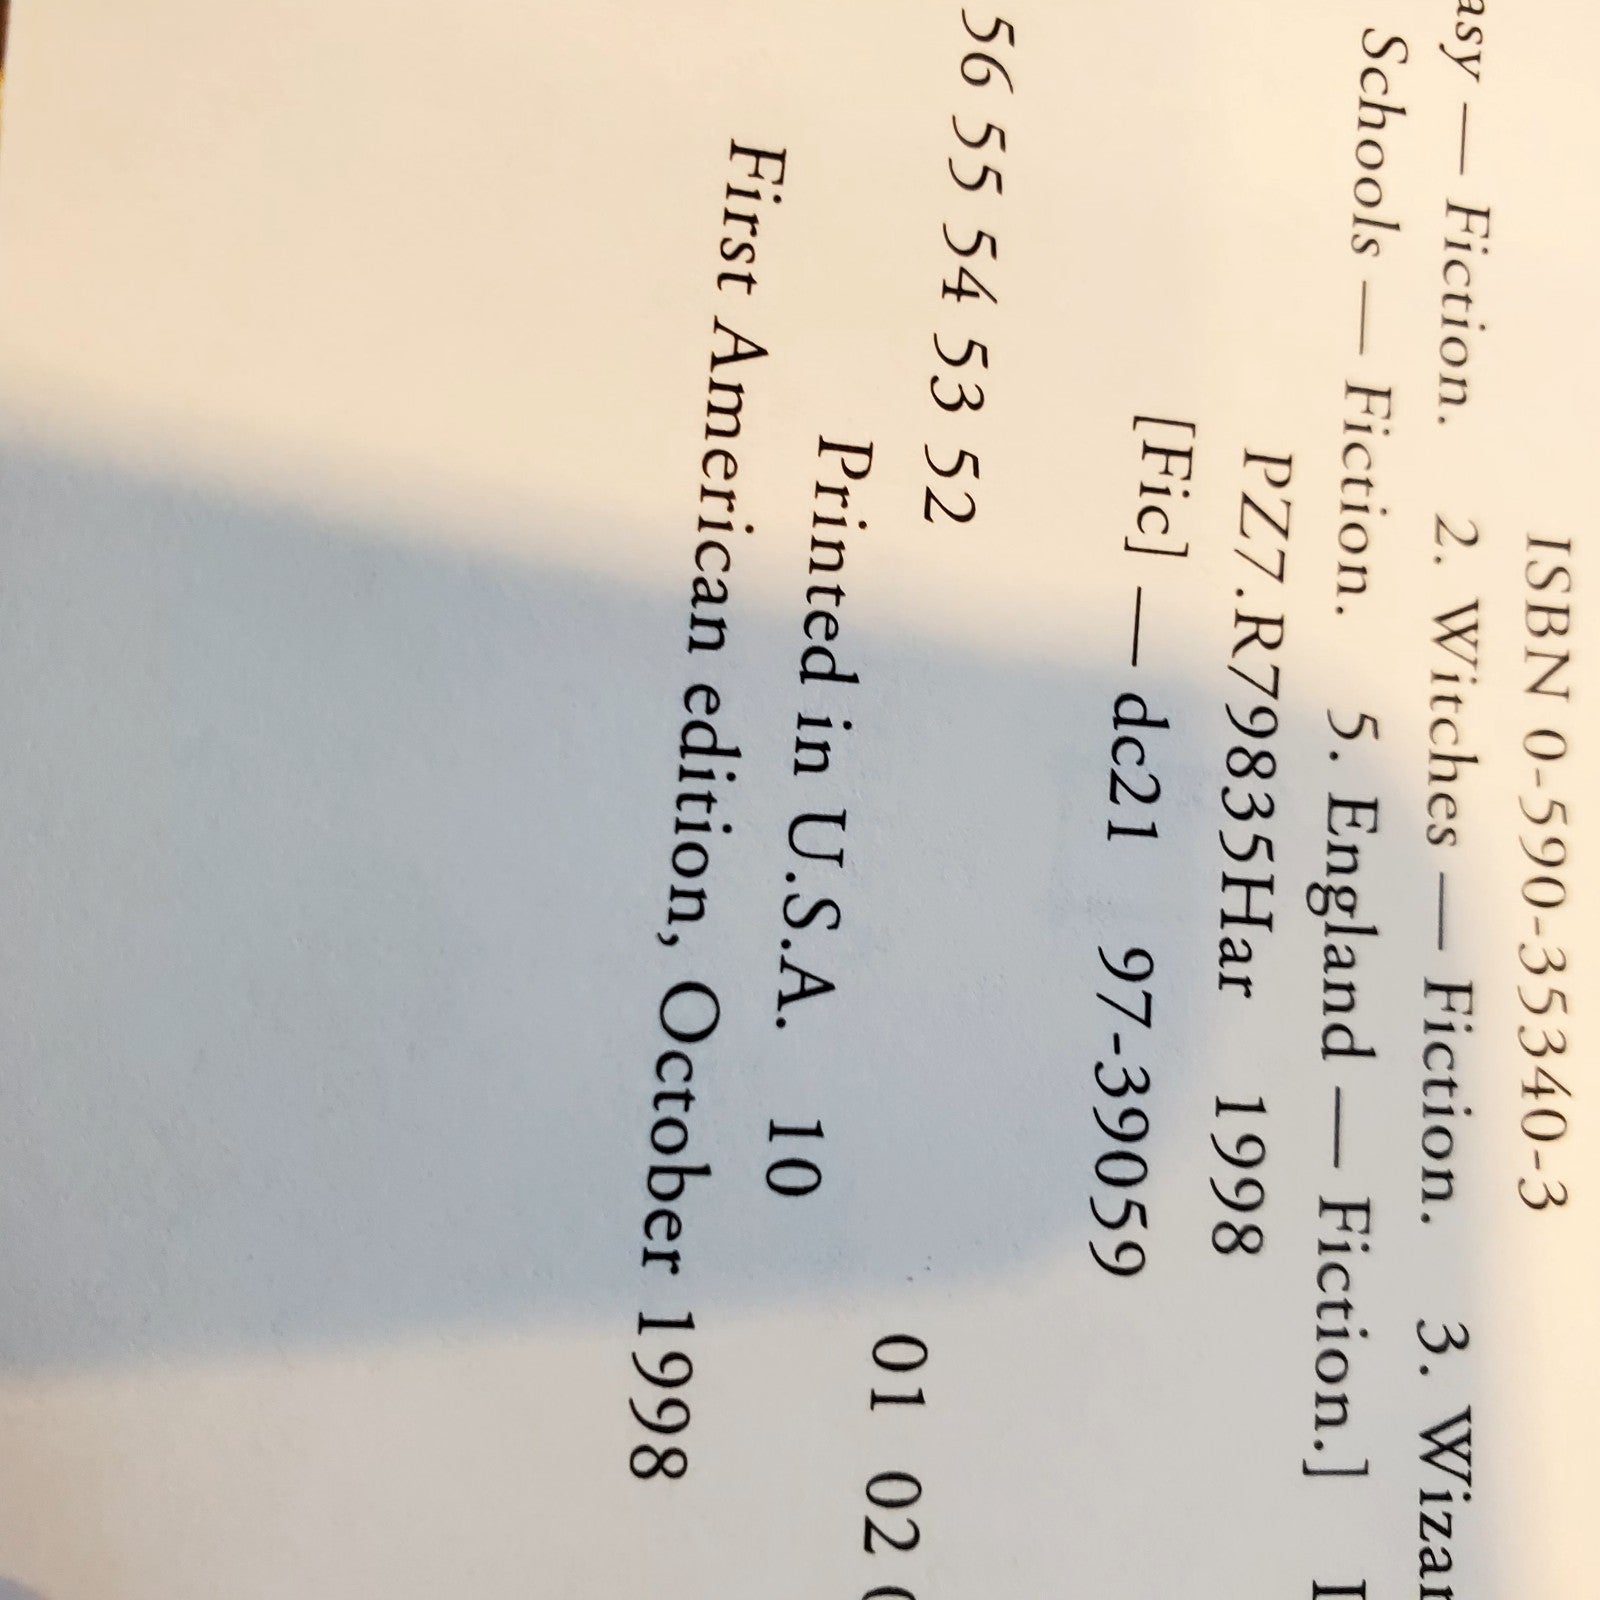 ISBN 0-590-35340-3
asy — Fiction. 2. Witches — Fiction. 3. Wizar
Schools — Fiction. 5. England — Fiction.]
PZ7.R79835Har 1998
[Fic] — dc21 97-39059
56 55 54 53 52 01 02
Printed in U.S.A. 10
First American edition, October 1998